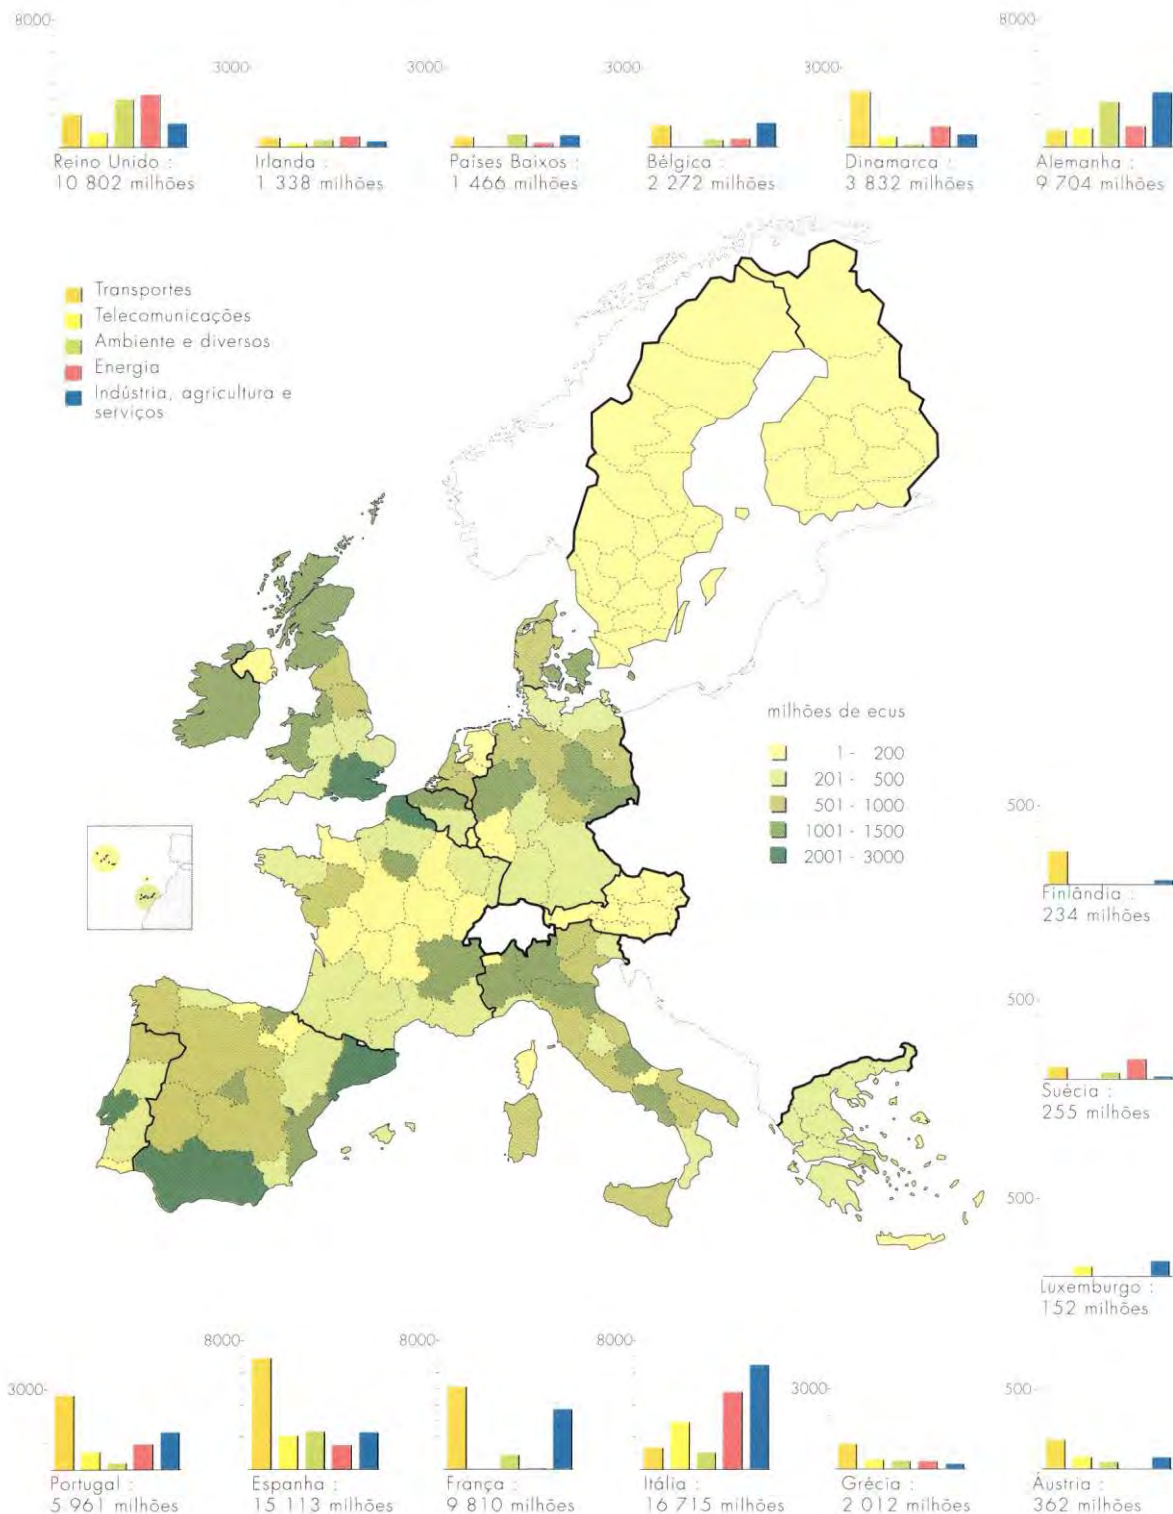 8000-
8000-
3000-
3000-
3000-
3000-
Reino Unido :
10 802 milhões
Irlanda :
1 338 milhões
Países Baixos :
1 466 milhões
Bélgica :
2 272 milhões
Dinamarca :
3 832 milhões
Alemanha :
9 704 milhões
Transportes
Telecomunicações
Ambiente e diversos
Energia
Indústria, agricultura e
serviços
milhões de ecus
1 - 200
201 - 500
501 - 1000
1001 - 1500
2001 - 3000
500-
Finlândia :
234 milhões
500-
Suécia :
255 milhões
500-
Luxemburgo :
152 milhões
8000-
8000-
8000-
3000-
3000-
500-
Portugal :
5 961 milhões
Espanha :
15 113 milhões
França :
9 810 milhões
Itália :
16 715 milhões
Grécia :
2 012 milhões
Áustria :
362 milhões